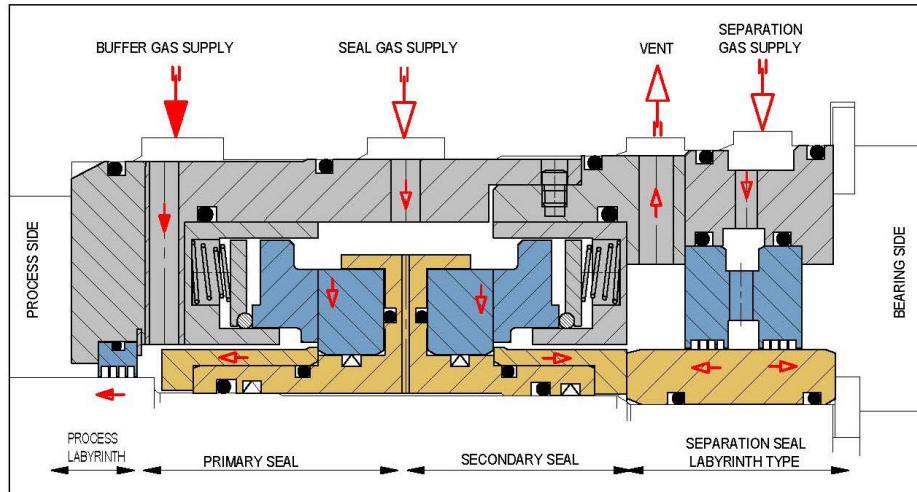 BUFFER GAS SUPPLY
SEAL GAS SUPPLY
VENT
SEPARATION
GAS SUPPLY
PROCESS SIDE
BEARING SIDE
PROCESS
LABYRINTH
PRIMARY SEAL
SECONDARY SEAL
SEPARATION SEAL
LABYRINTH TYPE